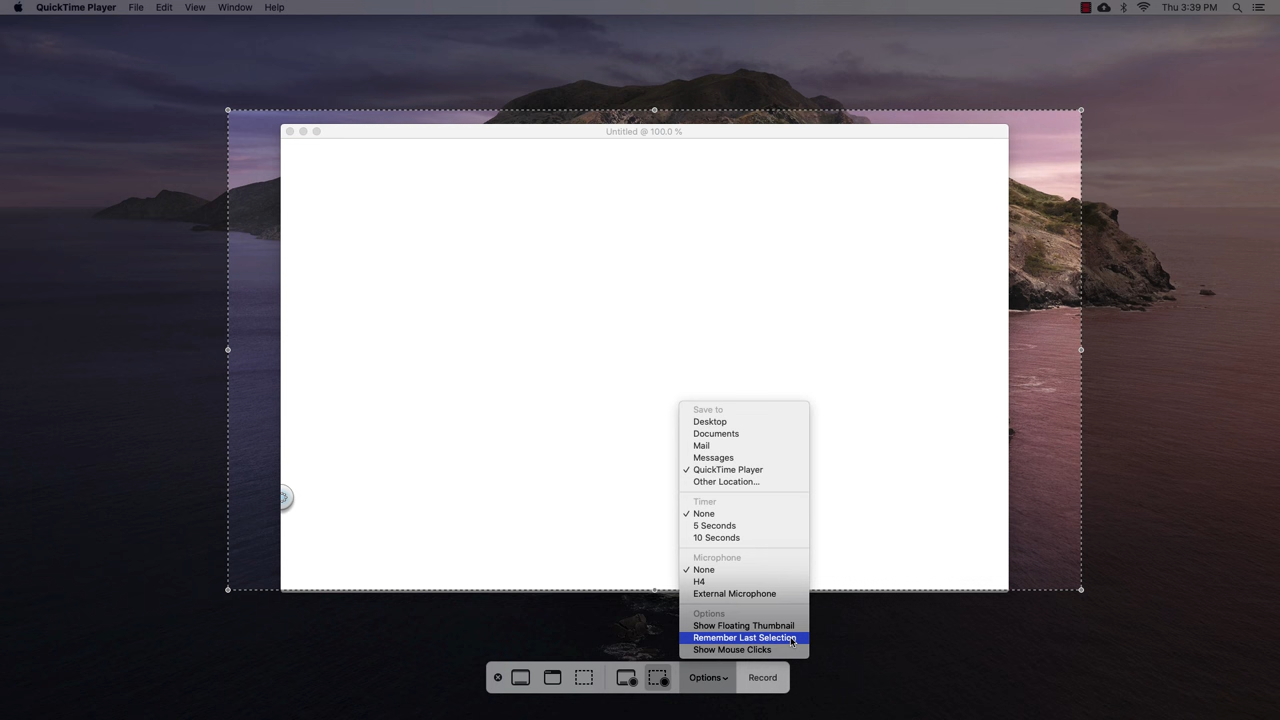 QuickTime Player File Edit View Window Help Thu 3:39 PM
Untitled @ 100.0 %
Save to
Desktop
Documents
Mail
Messages
✓ QuickTime Player
Other Location...
Timer
✓ None
5 Seconds
10 Seconds
Microphone
✓ None
H4
External Microphone
Options
Show Floating Thumbnail
Remember Last Selection
Show Mouse Clicks
Options Record